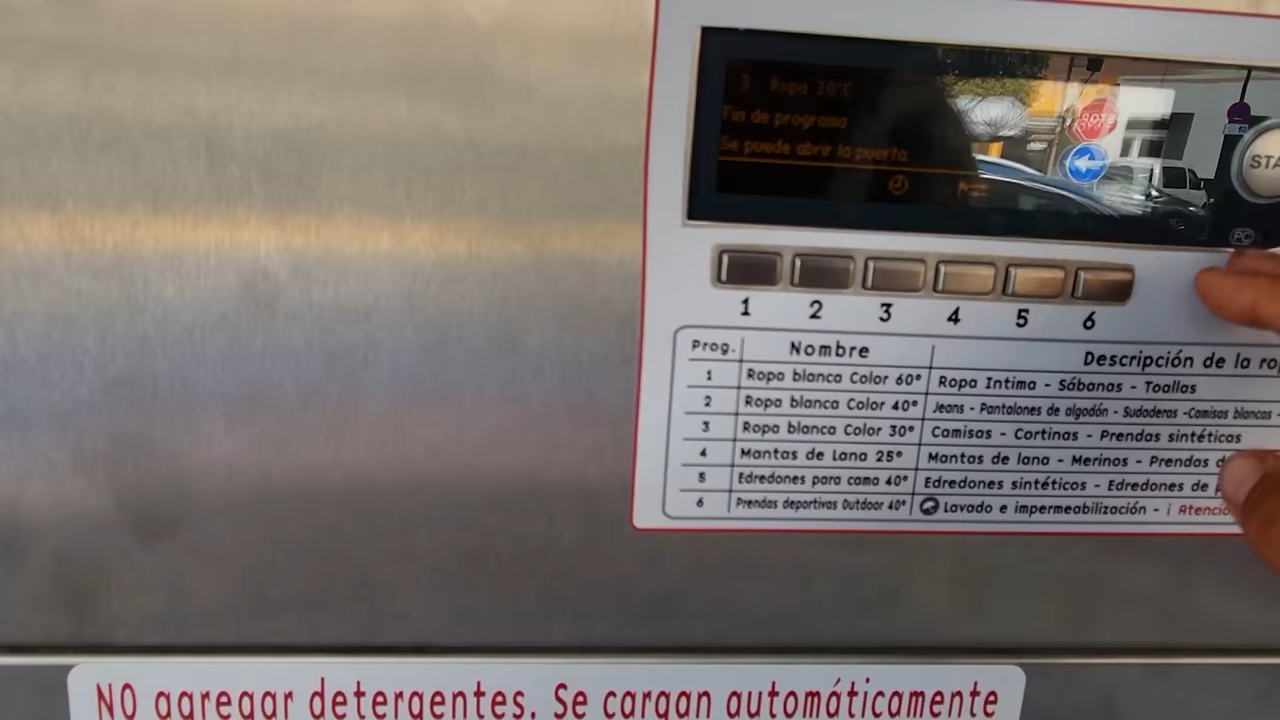 3 Ropa 30°C
Fin de programa
Se puede abrir la puerta
STA
PC
1 2 3 4 5 6
Prog. Nombre Descripción de la ro
1 Ropa blanca Color 60° Ropa Intima - Sábanas - Toallas
2 Ropa blanca Color 40° Jeans - Pantalones de algodón - Sudaderas -Camisas blancas -
3 Ropa blanca Color 30° Camisas - Cortinas - Prendas sintéticas
4 Mantas de Lana 25° Mantas de lana - Merinos - Prendas d
5 Edredones para cama 40° Edredones sintéticos - Edredones de
6 Prendas deportivas Outdoor 40° Lavado e impermeabilización - ¡ Atenció
NO agregar detergentes. Se cargan automáticamente